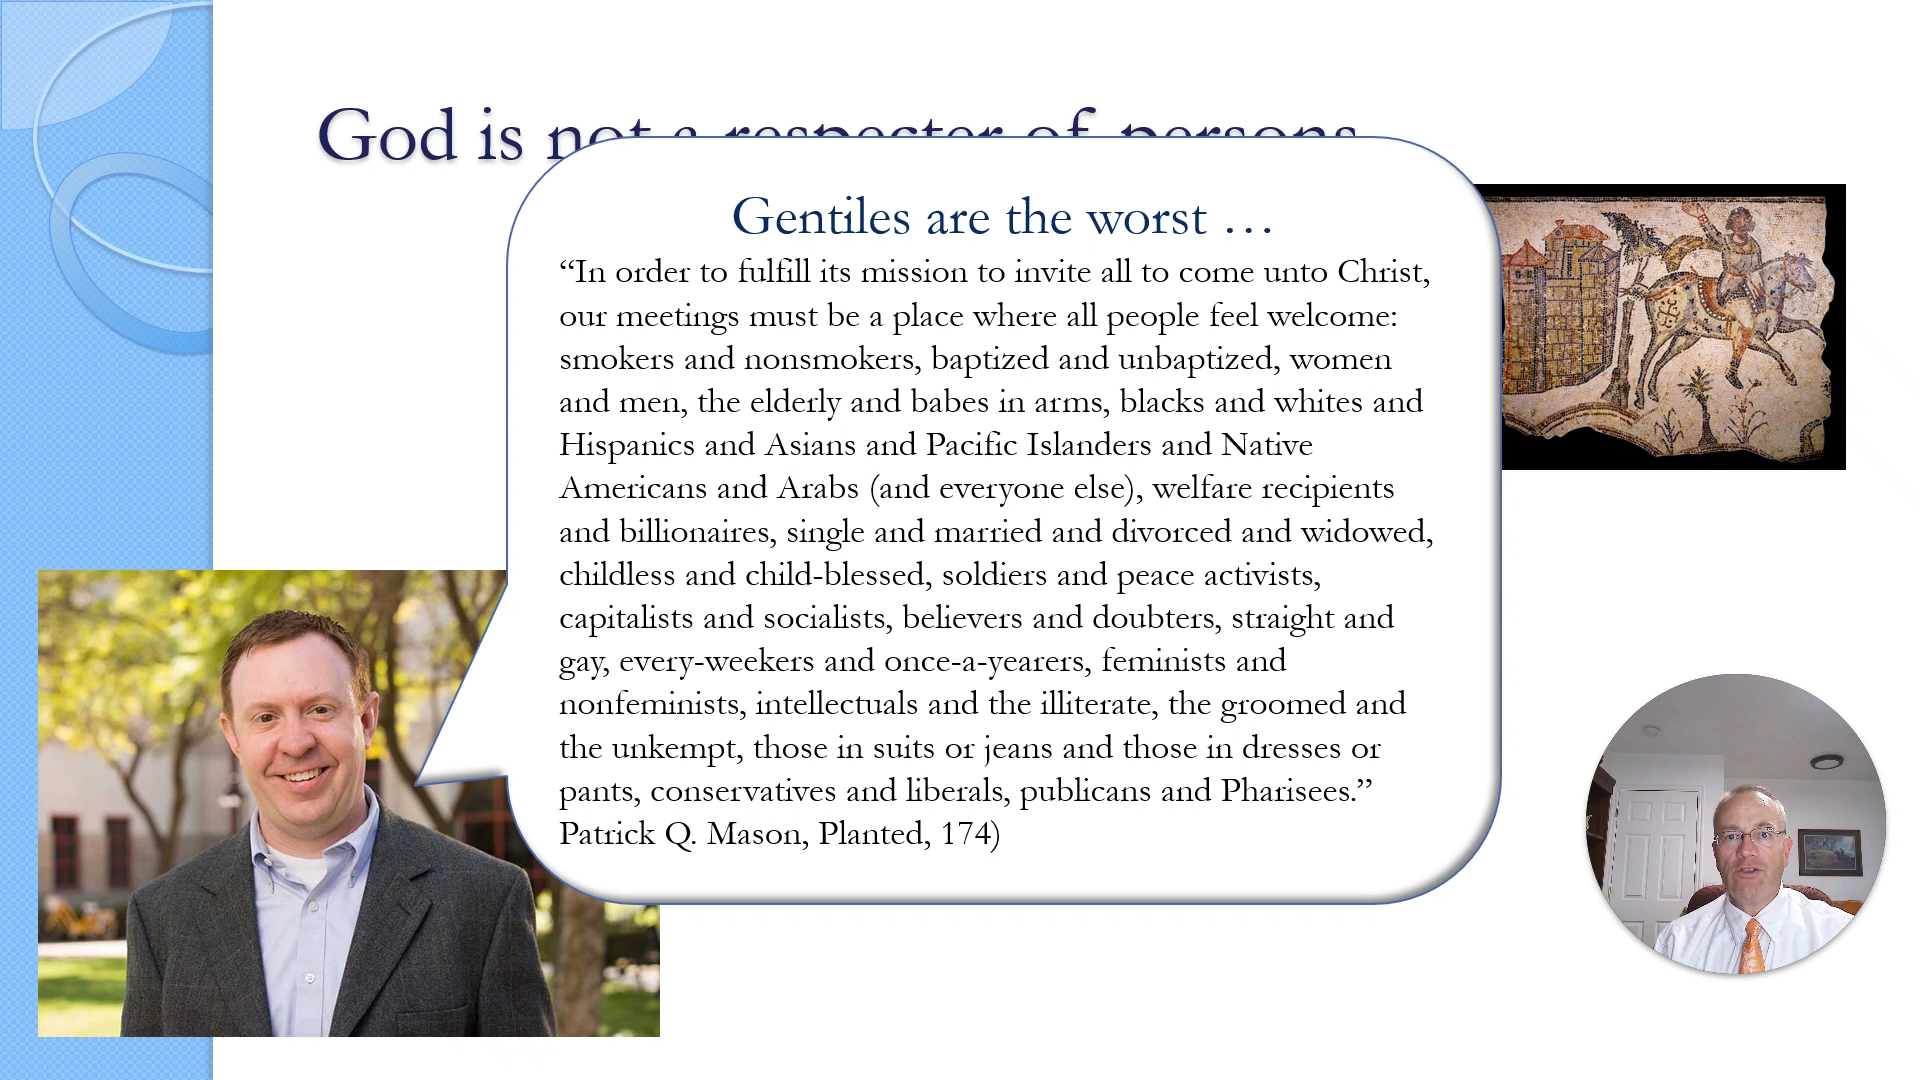 God is not a respecter of persons
Gentiles are the worst …
“In order to fulfill its mission to invite all to come unto Christ,
our meetings must be a place where all people feel welcome:
smokers and nonsmokers, baptized and unbaptized, women
and men, the elderly and babes in arms, blacks and whites and
Hispanics and Asians and Pacific Islanders and Native
Americans and Arabs (and everyone else), welfare recipients
and billionaires, single and married and divorced and widowed,
childless and child-blessed, soldiers and peace activists,
capitalists and socialists, believers and doubters, straight and
gay, every-weekers and once-a-yearers, feminists and
nonfeminists, intellectuals and the illiterate, the groomed and
the unkempt, those in suits or jeans and those in dresses or
pants, conservatives and liberals, publicans and Pharisees.”
Patrick Q. Mason, Planted, 174)